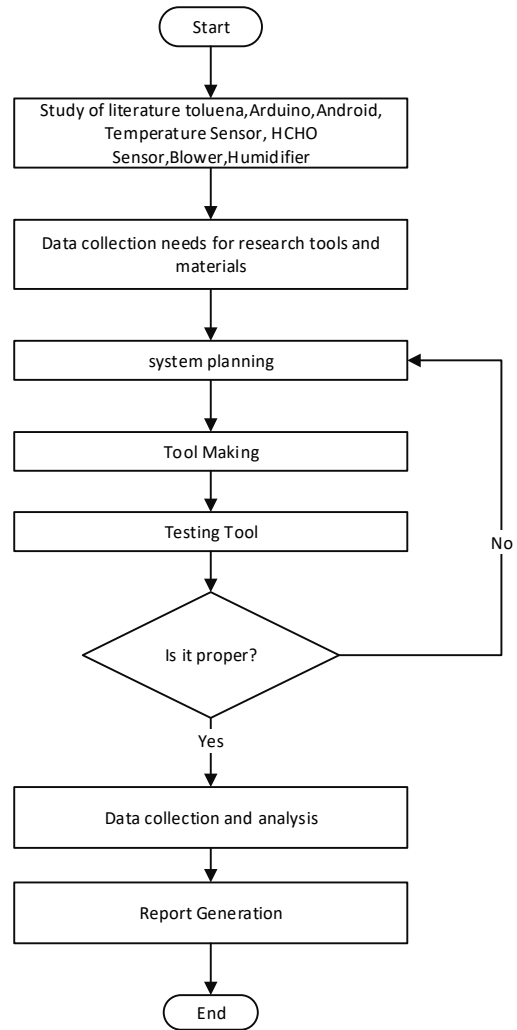 Start
Study of literature toluena,Arduino,Android,
Temperature Sensor, HCHO
Sensor,Blower,Humidifier
Data collection needs for research tools and
materials
system planning
Tool Making
Testing Tool
No
Is it proper?
Yes
Data collection and analysis
Report Generation
End